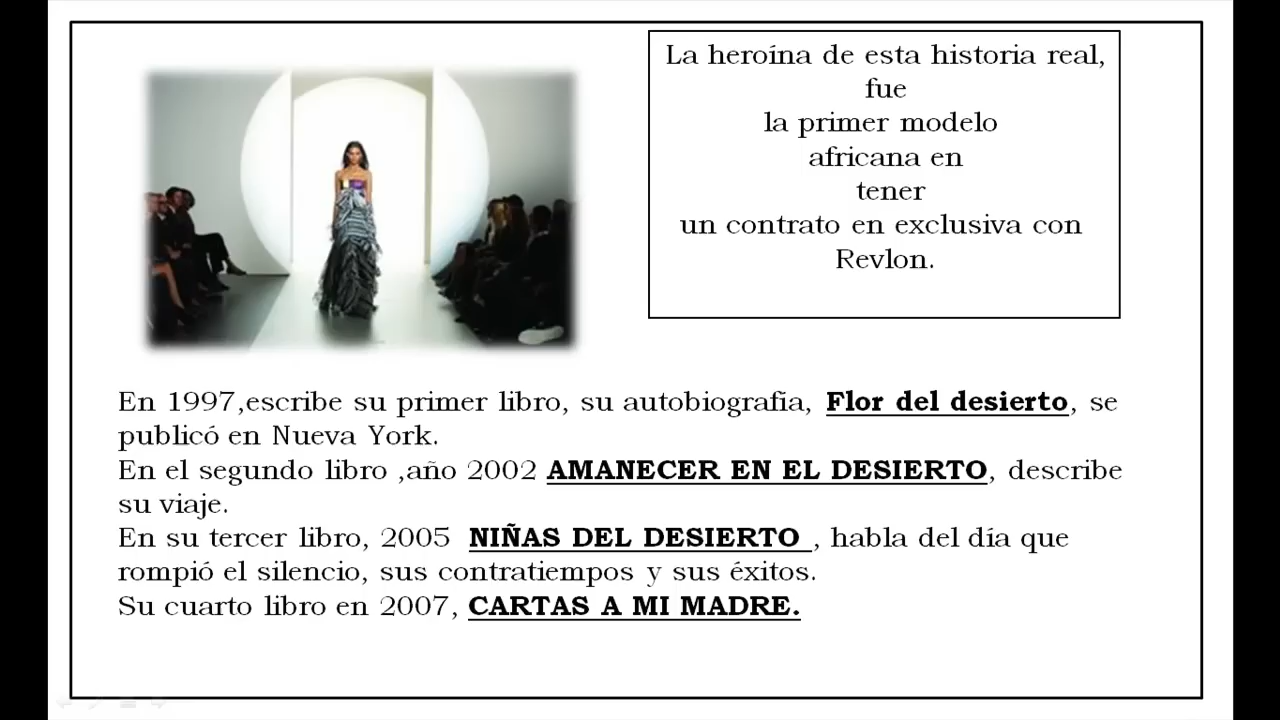 La heroína de esta historia real,
fue
la primer modelo
africana en
tener
un contrato en exclusiva con
Revlon.
En 1997,escribe su primer libro, su autobiografia, Flor del desierto, se
publicó en Nueva York.
En el segundo libro ,año 2002 AMANECER EN EL DESIERTO, describe
su viaje.
En su tercer libro, 2005 NIÑAS DEL DESIERTO , habla del día que
rompió el silencio, sus contratiempos y sus éxitos.
Su cuarto libro en 2007, CARTAS A MI MADRE.